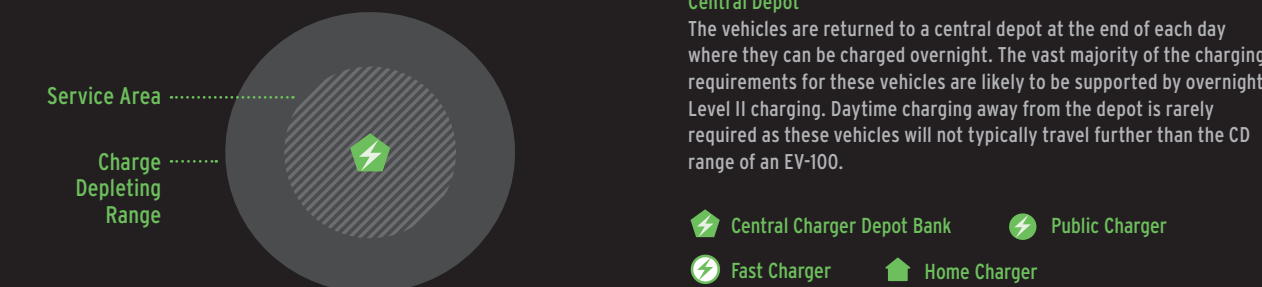 Service Area
Charge
Depleting
Range
Central Depot
The vehicles are returned to a central depot at the end of each day
where they can be charged overnight. The vast majority of the charging
requirements for these vehicles are likely to be supported by overnight
Level II charging. Daytime charging away from the depot is rarely
required as these vehicles will not typically travel further than the CD
range of an EV-100.
Central Charger Depot Bank
Public Charger
Fast Charger
Home Charger